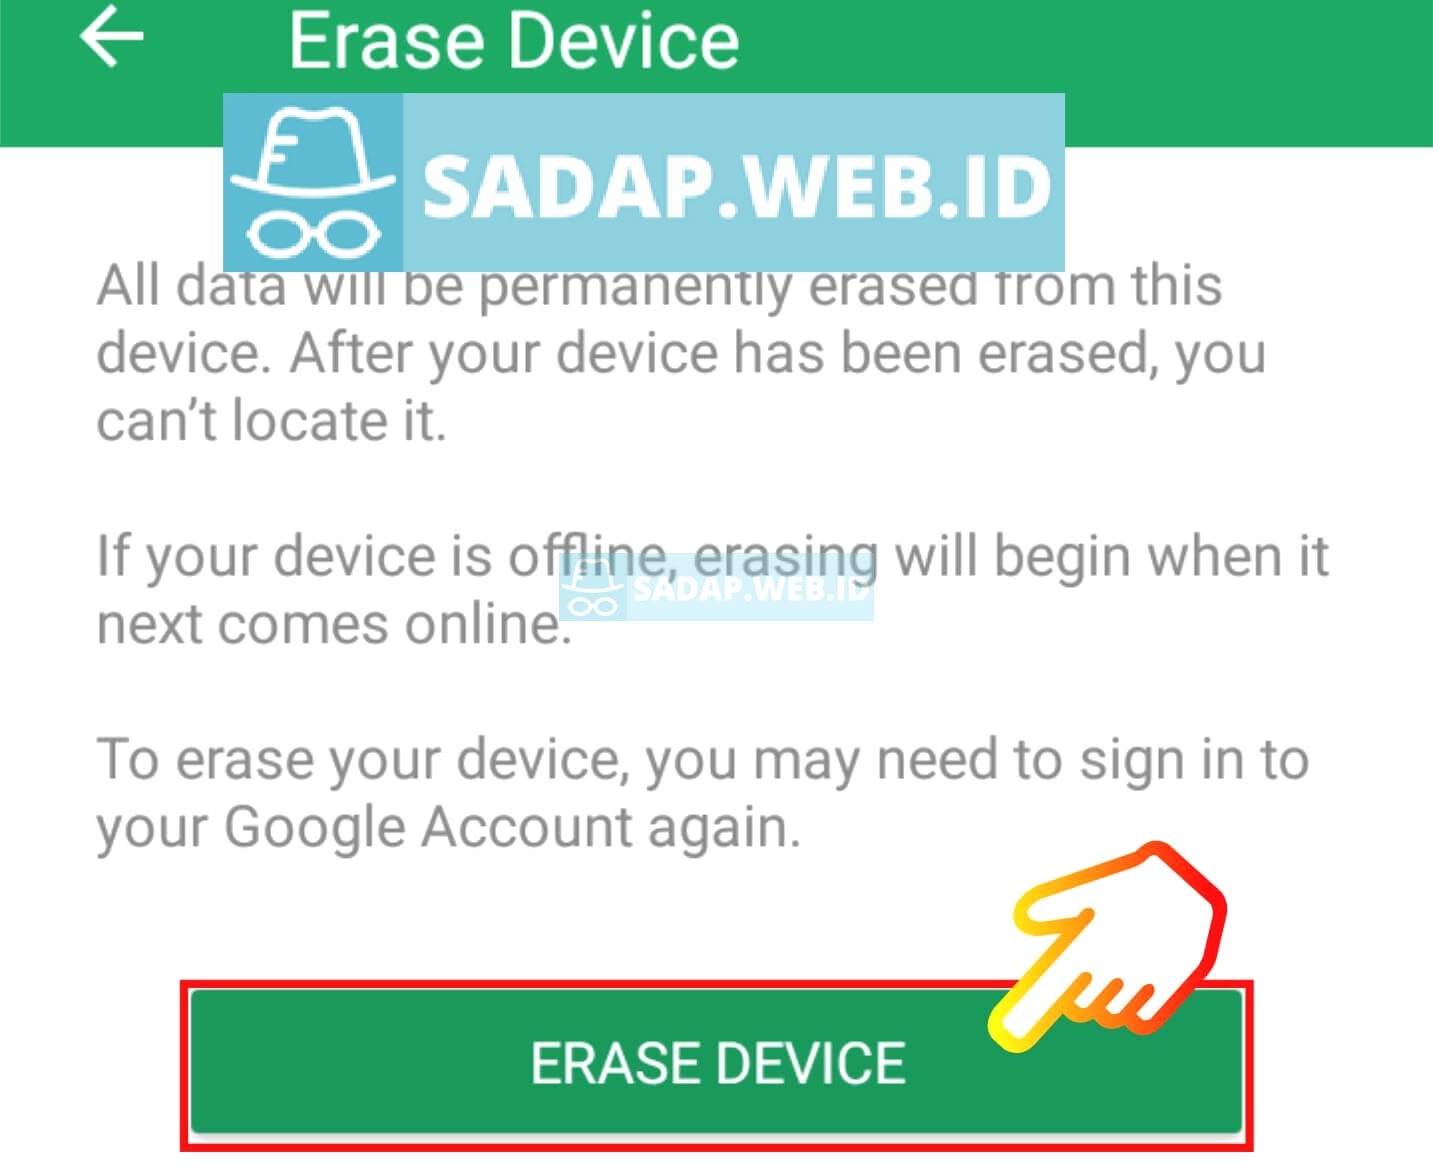 Erase Device
SADAP.WEB.ID
All data will be permanently erased from this
device. After your device has been erased, you
can’t locate it.
If your device is offline, erasing will begin when it
SADAP.WEB.ID
next comes online.
To erase your device, you may need to sign in to
your Google Account again.
ERASE DEVICE